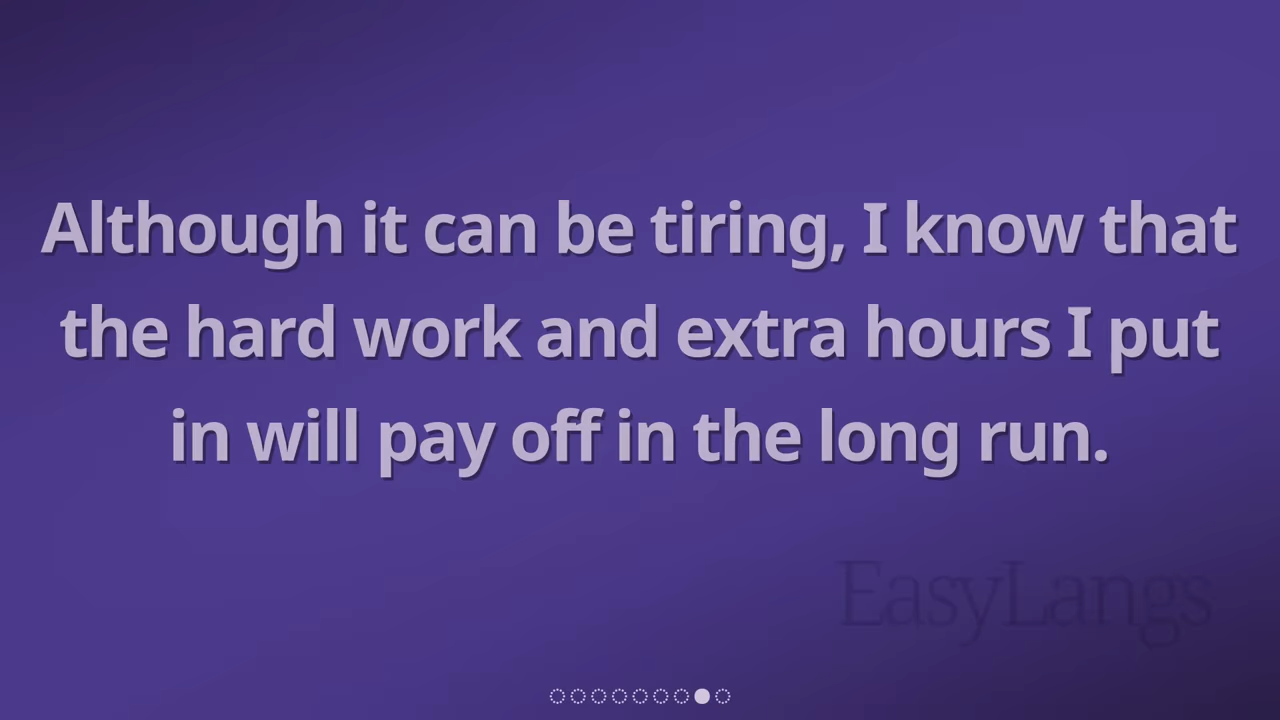 Although it can be tiring, I know that
the hard work and extra hours I put
in will pay off in the long run.
EasyLangs